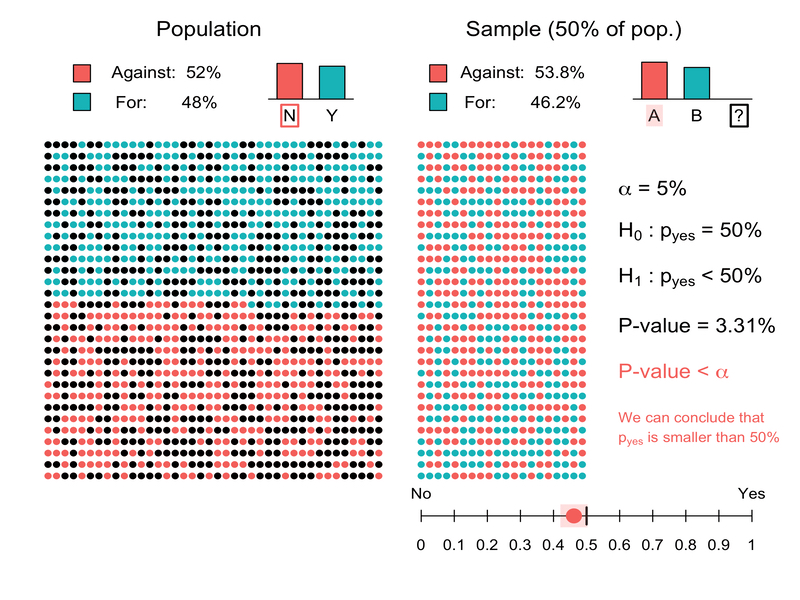 Population
Sample (50% of pop.)
Against: 52%
For: 48%
N Y
Against: 53.8%
For: 46.2%
A B ?
α = 5%
H0 : pyes = 50%
H1 : pyes < 50%
P-value = 3.31%
P-value < α
We can conclude that
pyes is smaller than 50%
No Yes
0 0.1 0.2 0.3 0.4 0.5 0.6 0.7 0.8 0.9 1